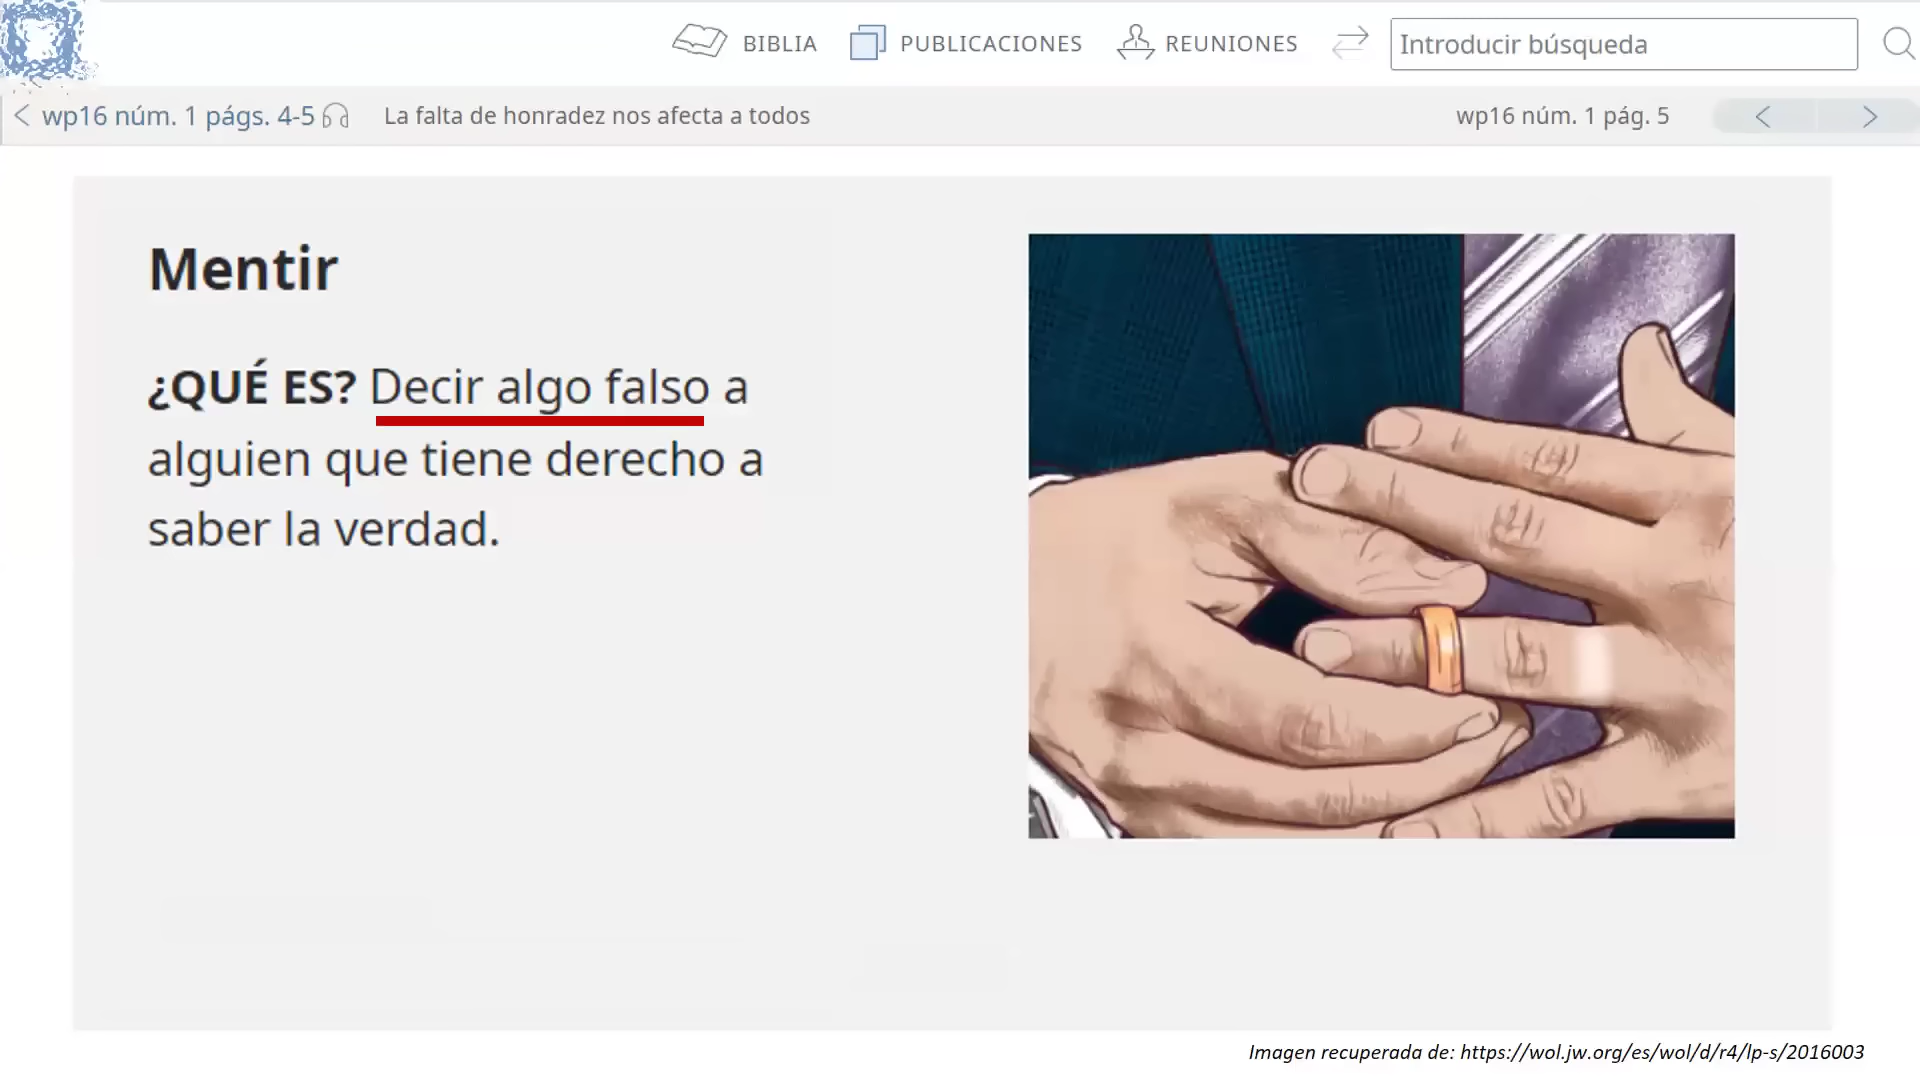 BIBLIA PUBLICACIONES REUNIONES Introducir búsqueda
wp16 núm. 1 págs. 4-5 La falta de honradez nos afecta a todos wp16 núm. 1 pág. 5
Mentir
¿QUÉ ES? Decir algo falso a
alguien que tiene derecho a
saber la verdad.
Imagen recuperada de: https://wol.jw.org/es/wol/d/r4/lp-s/2016003